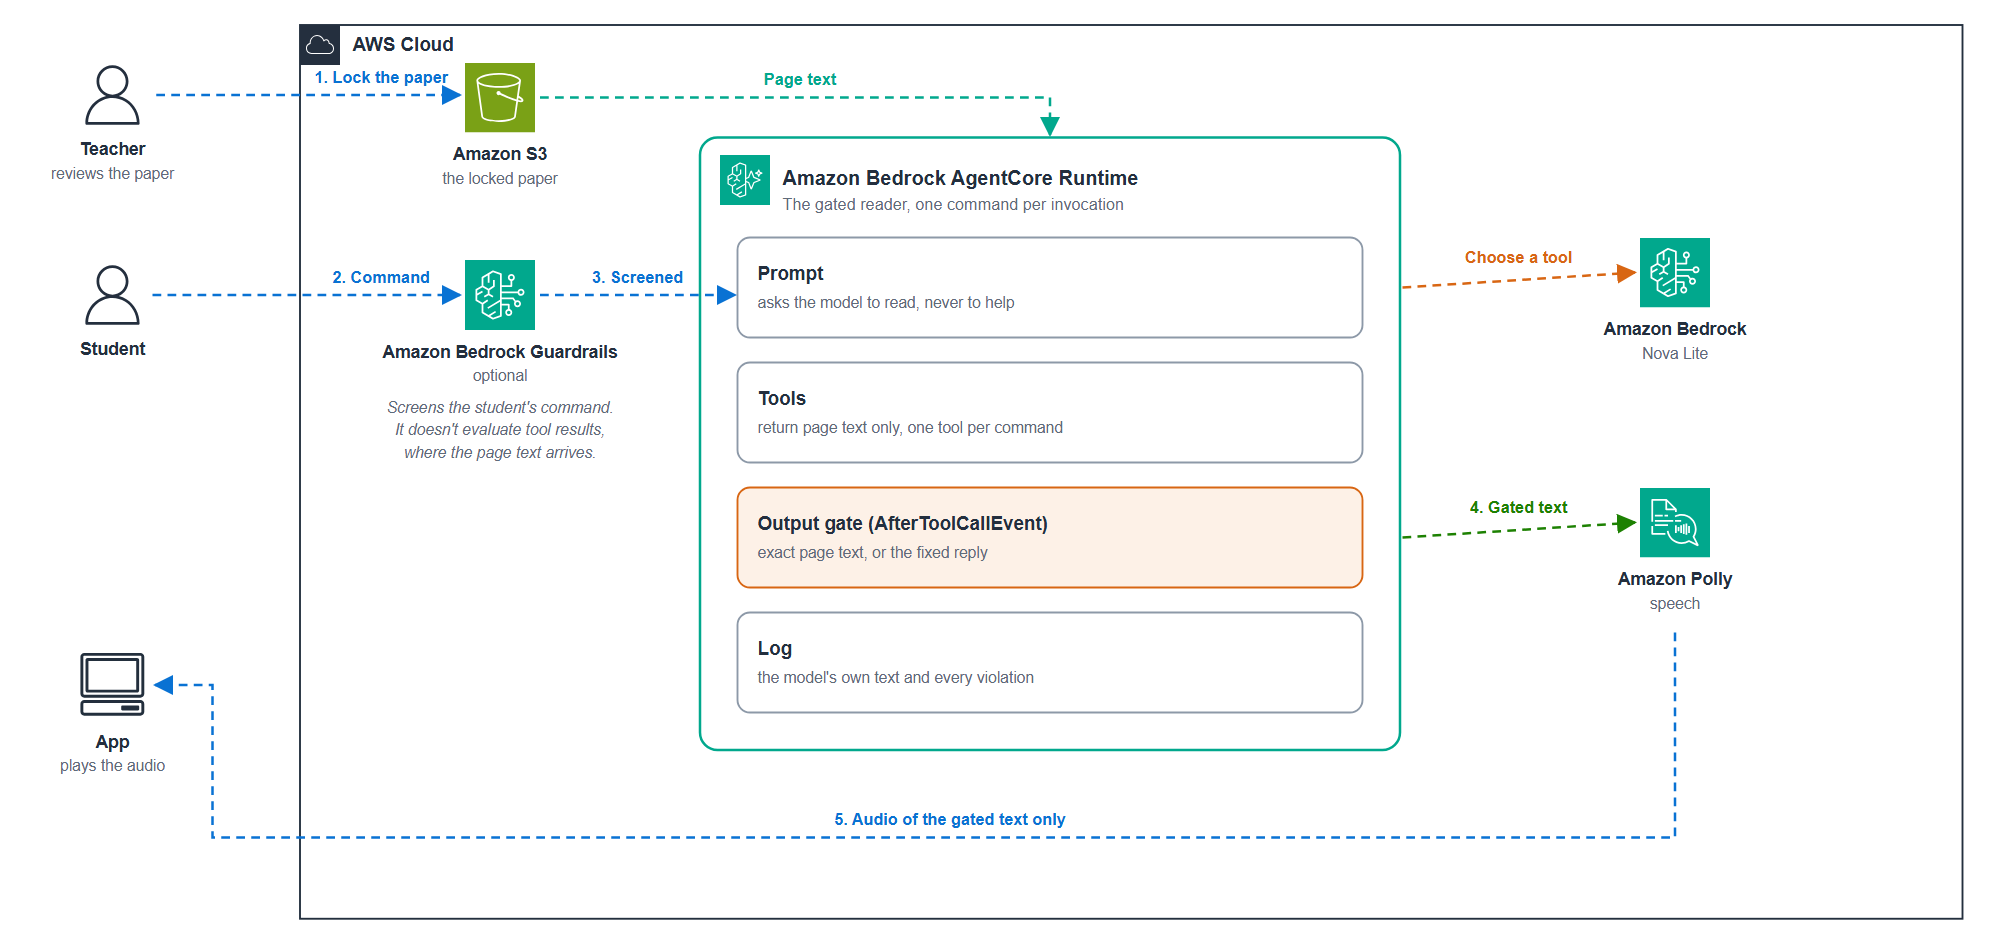 AWS Cloud
1. Lock the paper
Page text
Teacher
reviews the paper
Amazon S3
the locked paper
Amazon Bedrock AgentCore Runtime
The gated reader, one command per invocation
Prompt
asks the model to read, never to help
Choose a tool
Amazon Bedrock
Nova Lite
2. Command
3. Screened
Student
Amazon Bedrock Guardrails
optional
Screens the student's command.
It doesn't evaluate tool results,
where the page text arrives.
Tools
return page text only, one tool per command
Output gate (AfterToolCallEvent)
exact page text, or the fixed reply
4. Gated text
Amazon Polly
speech
Log
the model's own text and every violation
App
plays the audio
5. Audio of the gated text only